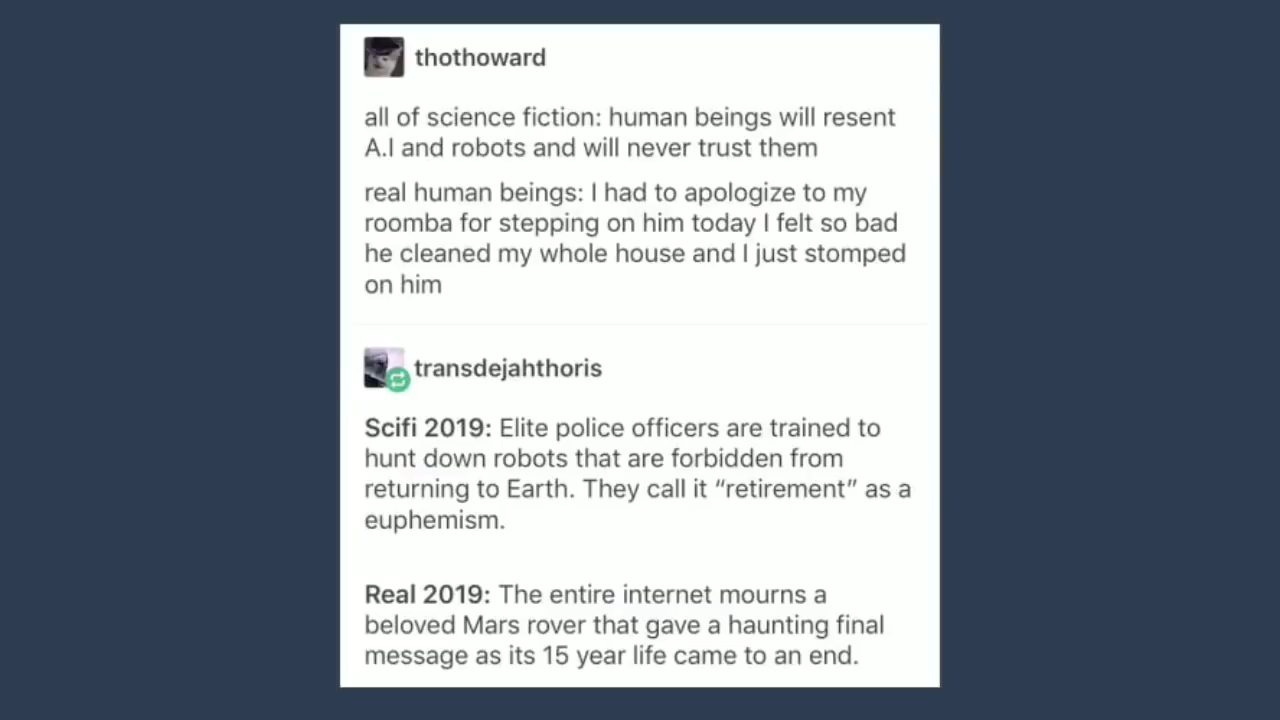 thothoward
all of science fiction: human beings will resent
A.I and robots and will never trust them
real human beings: I had to apologize to my
roomba for stepping on him today I felt so bad
he cleaned my whole house and I just stomped
on him
transdejahthoris
Scifi 2019: Elite police officers are trained to
hunt down robots that are forbidden from
returning to Earth. They call it “retirement” as a
euphemism.
Real 2019: The entire internet mourns a
beloved Mars rover that gave a haunting final
message as its 15 year life came to an end.